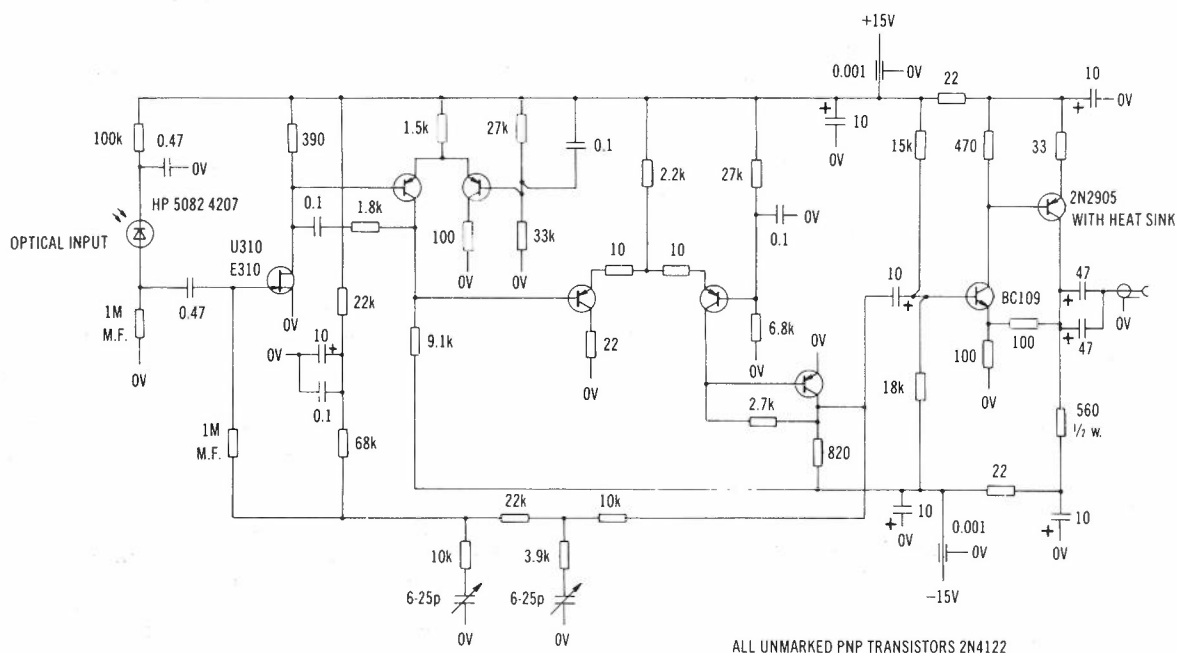 +15V
0.001
0V
22
10
0V
100k
0.47
0V
390
1.5k
27k
0.1
10
15k
470
33
2.2k
27k
HP 5082 4207
OPTICAL INPUT
0.1
1.8k
100
33k
0V
0V
0V
0.1
2N2905
WITH HEAT SINK
U310
E310
10
10
10
BC109
47
0V
47
0.47
0V
22k
1M
M.F.
0V
0V
10
0.1
9.1k
22
0V
6.8k
0V
0V
100
100
0V
18k
2.7k
560
½ W.
1M
M.F.
68k
820
22
22k
10k
10
0V
0.001
0V
10
0V
10k
3.9k
6-25p
6-25p
0V
0V
-15V
ALL UNMARKED PNP TRANSISTORS 2N4122